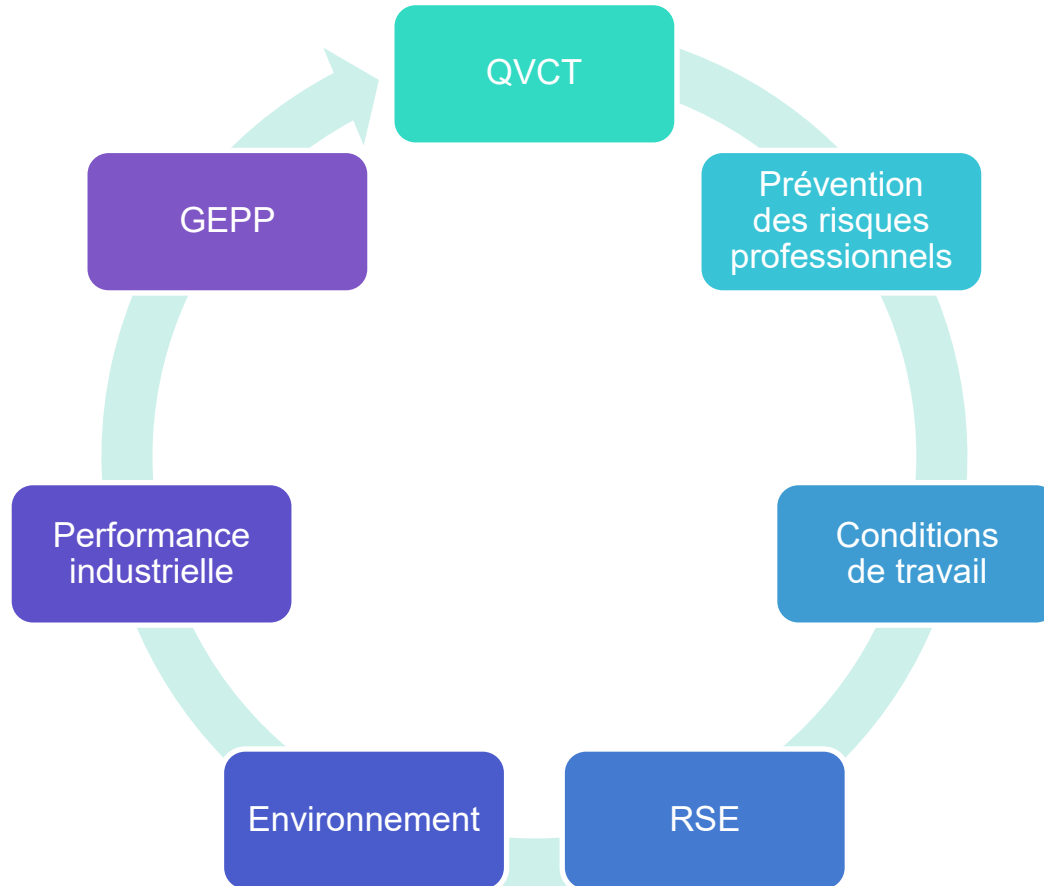 QVCT
Prévention
des risques
professionnels
Conditions
de travail
RSE
Environnement
Performance
industrielle
GEPP